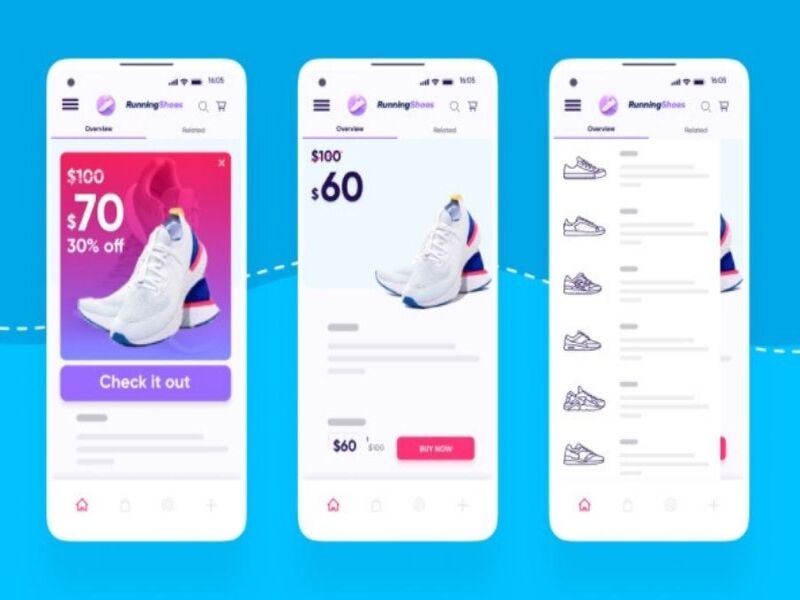 16:05
RunningShoes
Overview Related
$100
$70
30% off
Check it out
16:05
RunningShoes
Overview Related
$100
$60
$60 $100
BUY NOW
16:05
RunningShoes
Overview Related